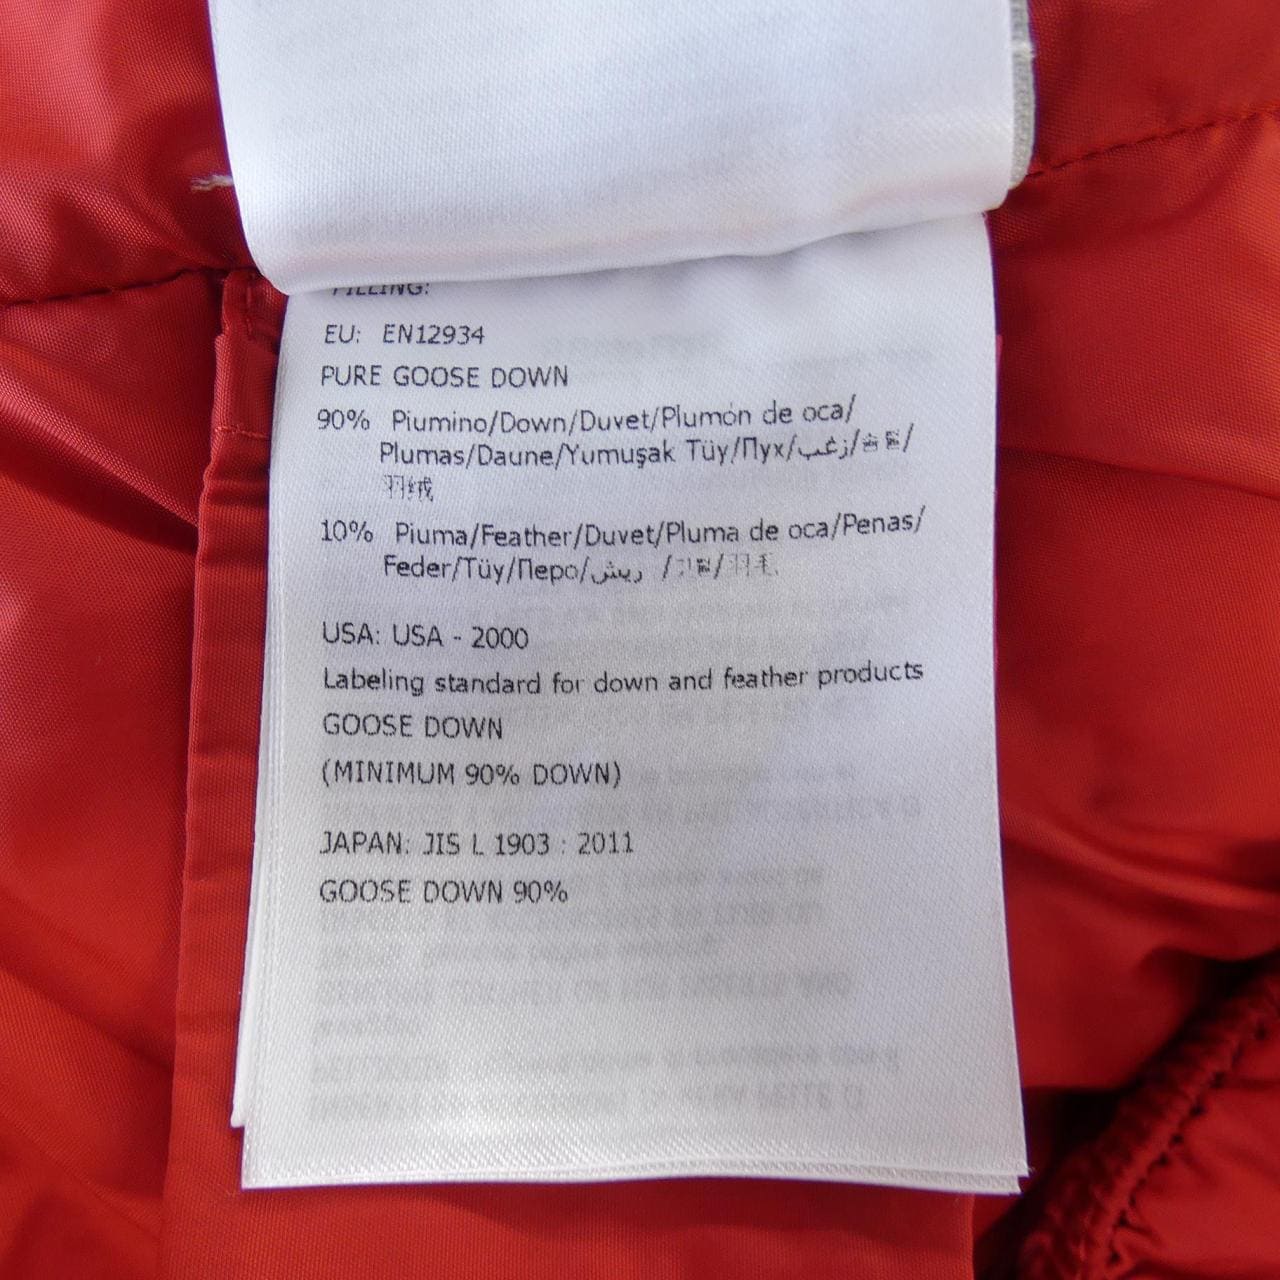 FILLING:
EU: EN12934
PURE GOOSE DOWN
90% Piumino/Down/Duvet/Plumón de oca/
Plumas/Daune/Yumuşak Tüy/Пух/زغب/솜털/
羽绒
10% Piuma/Feather/Duvet/Pluma de oca/Penas/
Feder/Tüy/Перо/ريش /깃털/羽毛
USA: USA - 2000
Labeling standard for down and feather products
GOOSE DOWN
(MINIMUM 90% DOWN)
JAPAN: JIS L 1903 : 2011
GOOSE DOWN 90%